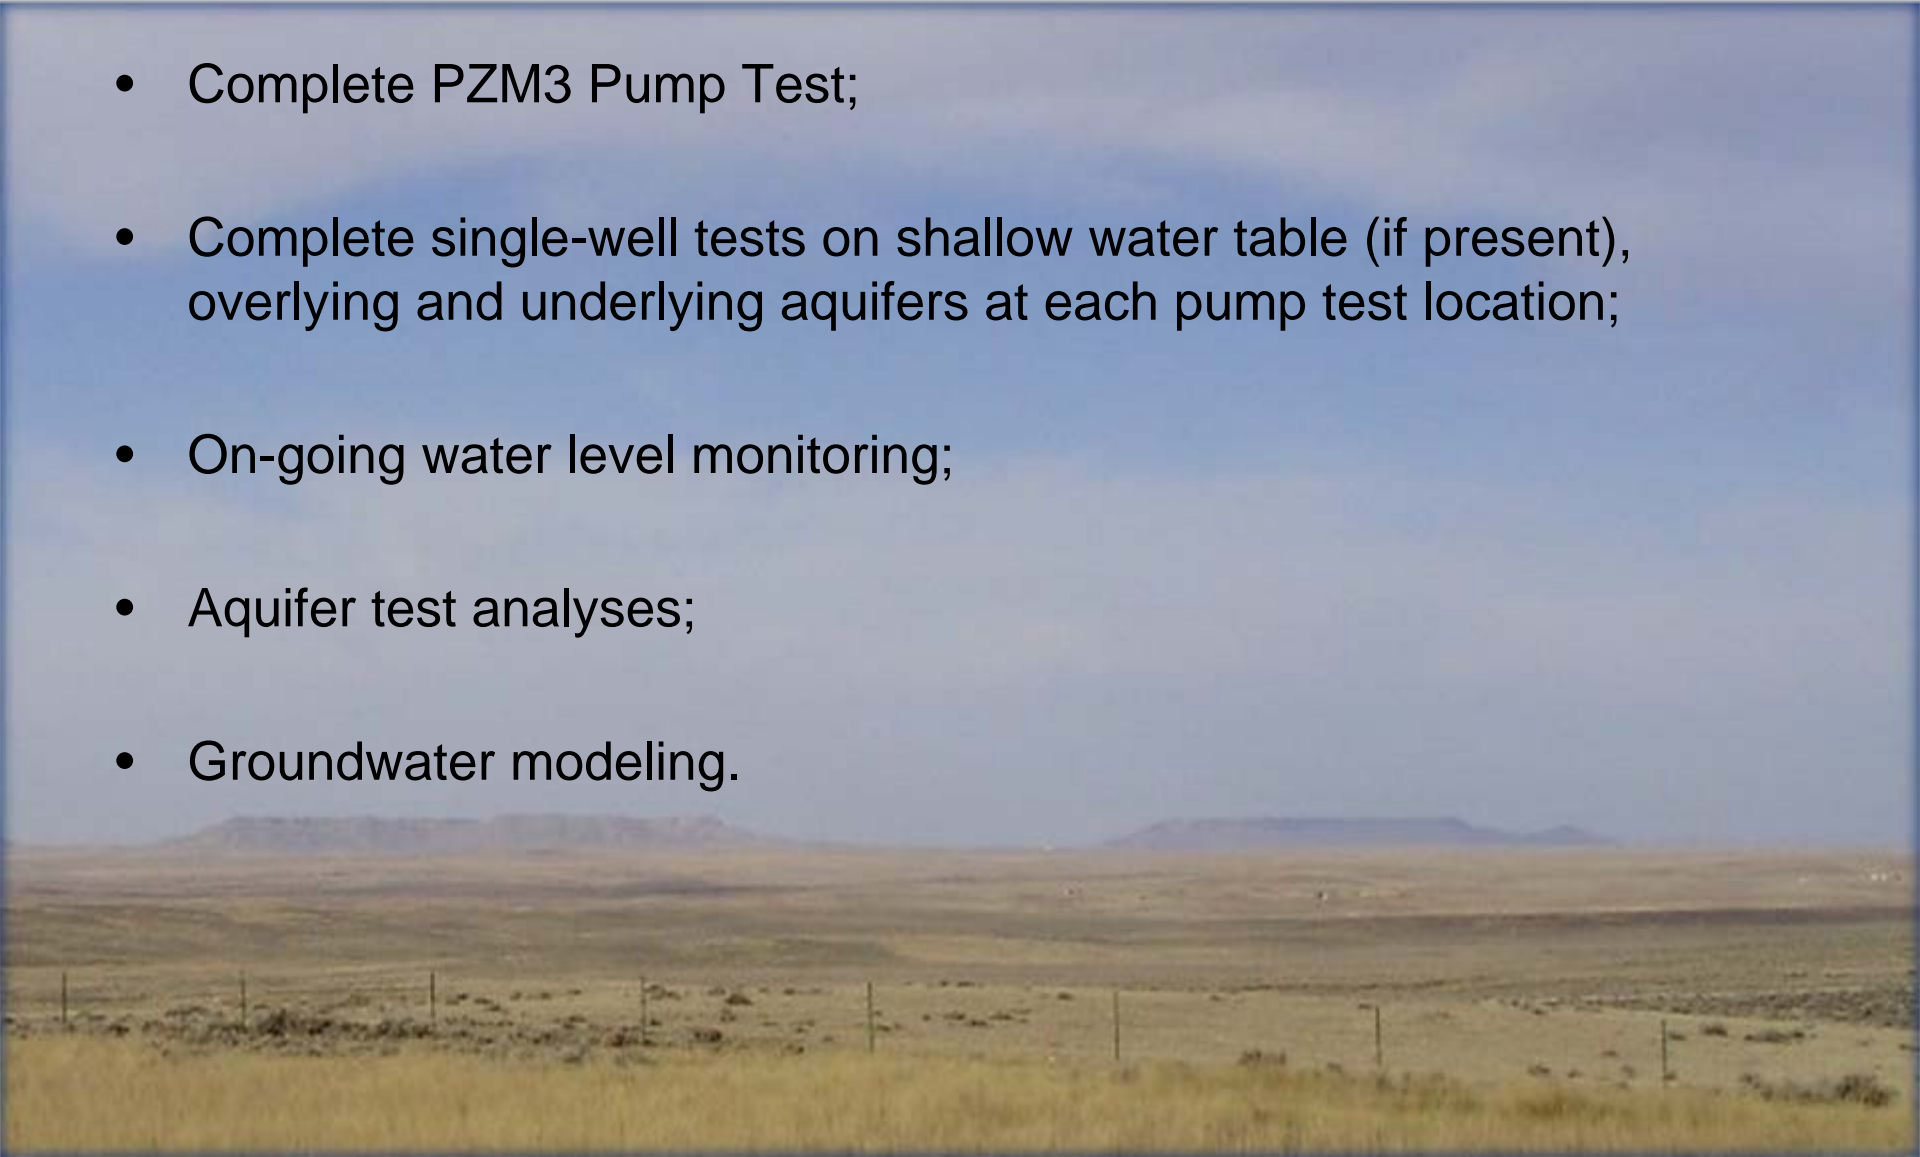 • Complete PZM3 Pump Test;
• Complete single-well tests on shallow water table (if present),
overlying and underlying aquifers at each pump test location;
• On-going water level monitoring;
• Aquifer test analyses;
• Groundwater modeling.